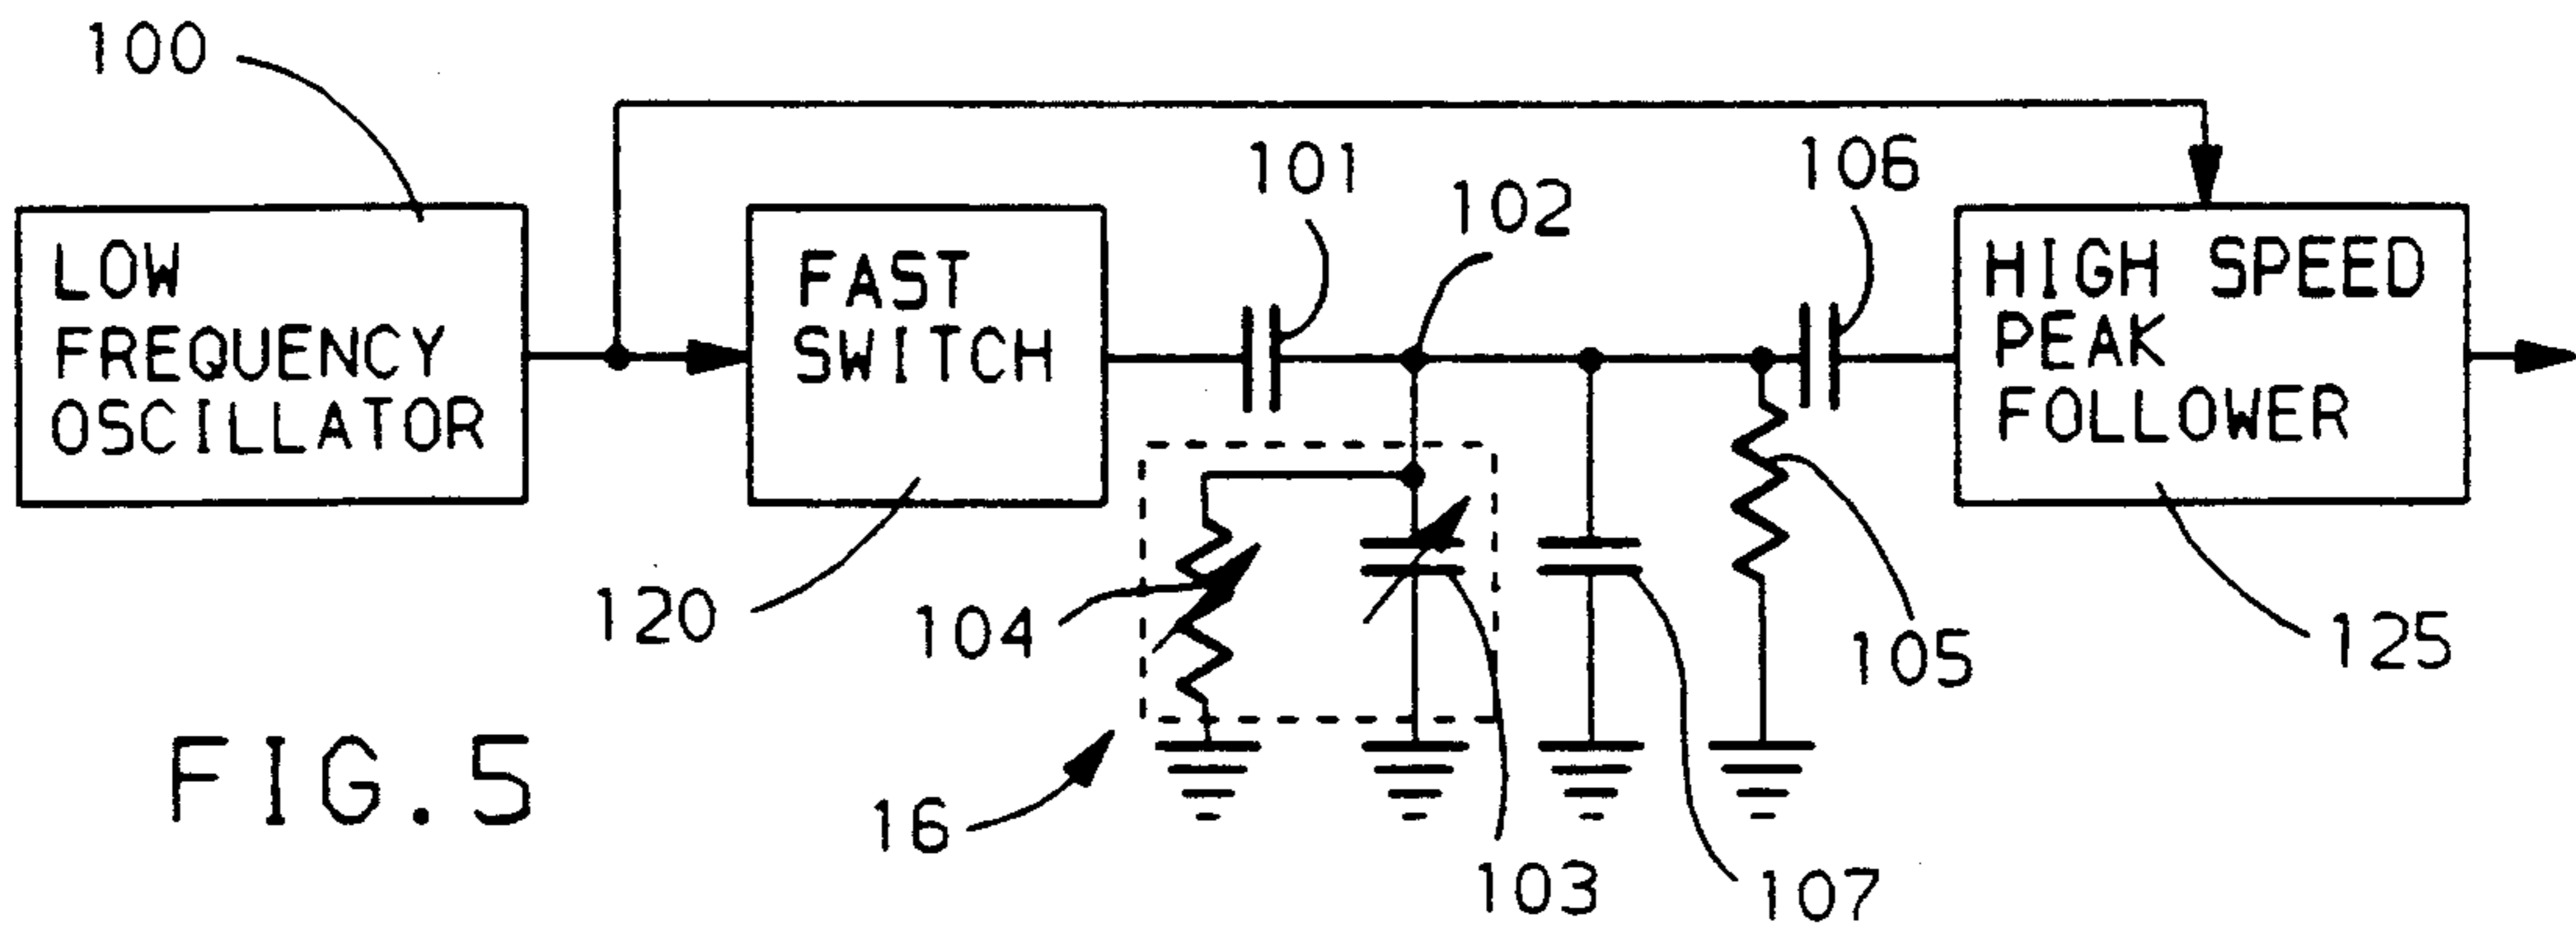 100
101
102
106
LOW
FREQUENCY
OSCILLATOR
FAST
SWITCH
HIGH SPEED
PEAK
FOLLOWER
120
104
105
125
16
103
107
FIG.5